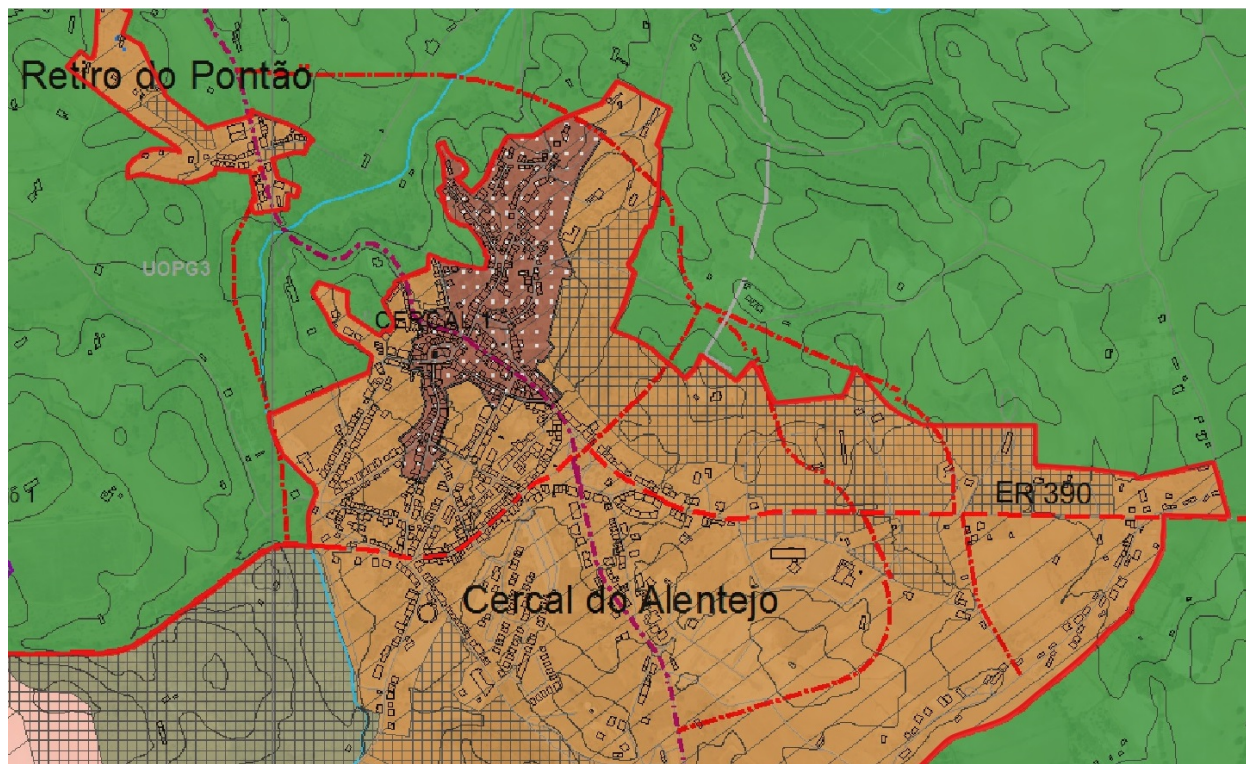 Retiro do Pontão
UOPG3
CERCAL 1
ER 390
Cercal do Alentejo